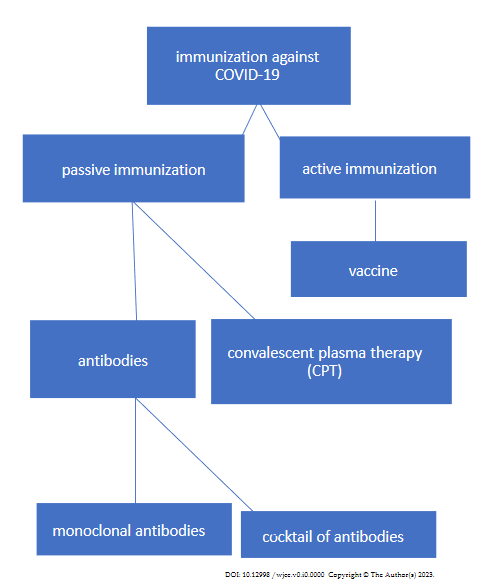 immunization against
COVID-19
passive immunization
active immunization
vaccine
antibodies
convalescent plasma therapy
(CPT)
monoclonal antibodies
cocktail of antibodies
DOI: 10.12998 / wjcc.v0.i0.0000 Copyright © The Author(s) 2023.